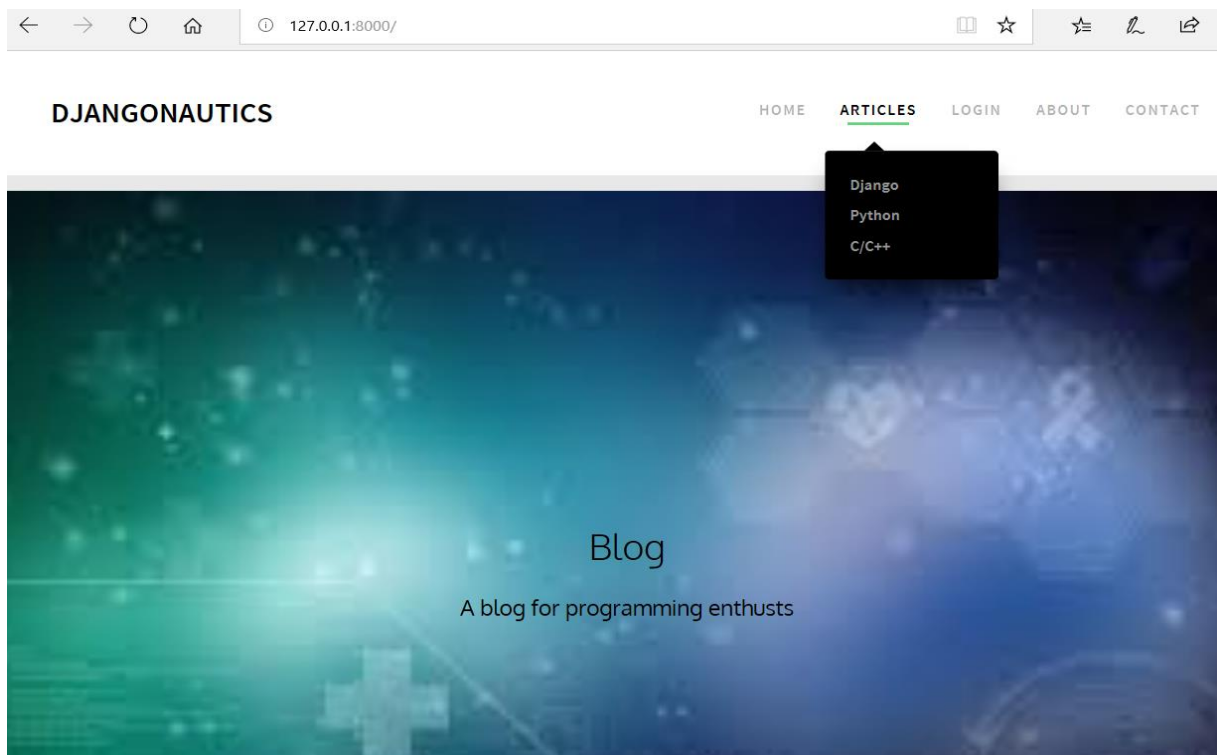 127.0.0.1:8000/
DJANGONAUTICS
HOME ARTICLES LOGIN ABOUT CONTACT
Django
Python
C/C++
Blog
A blog for programming enthusts